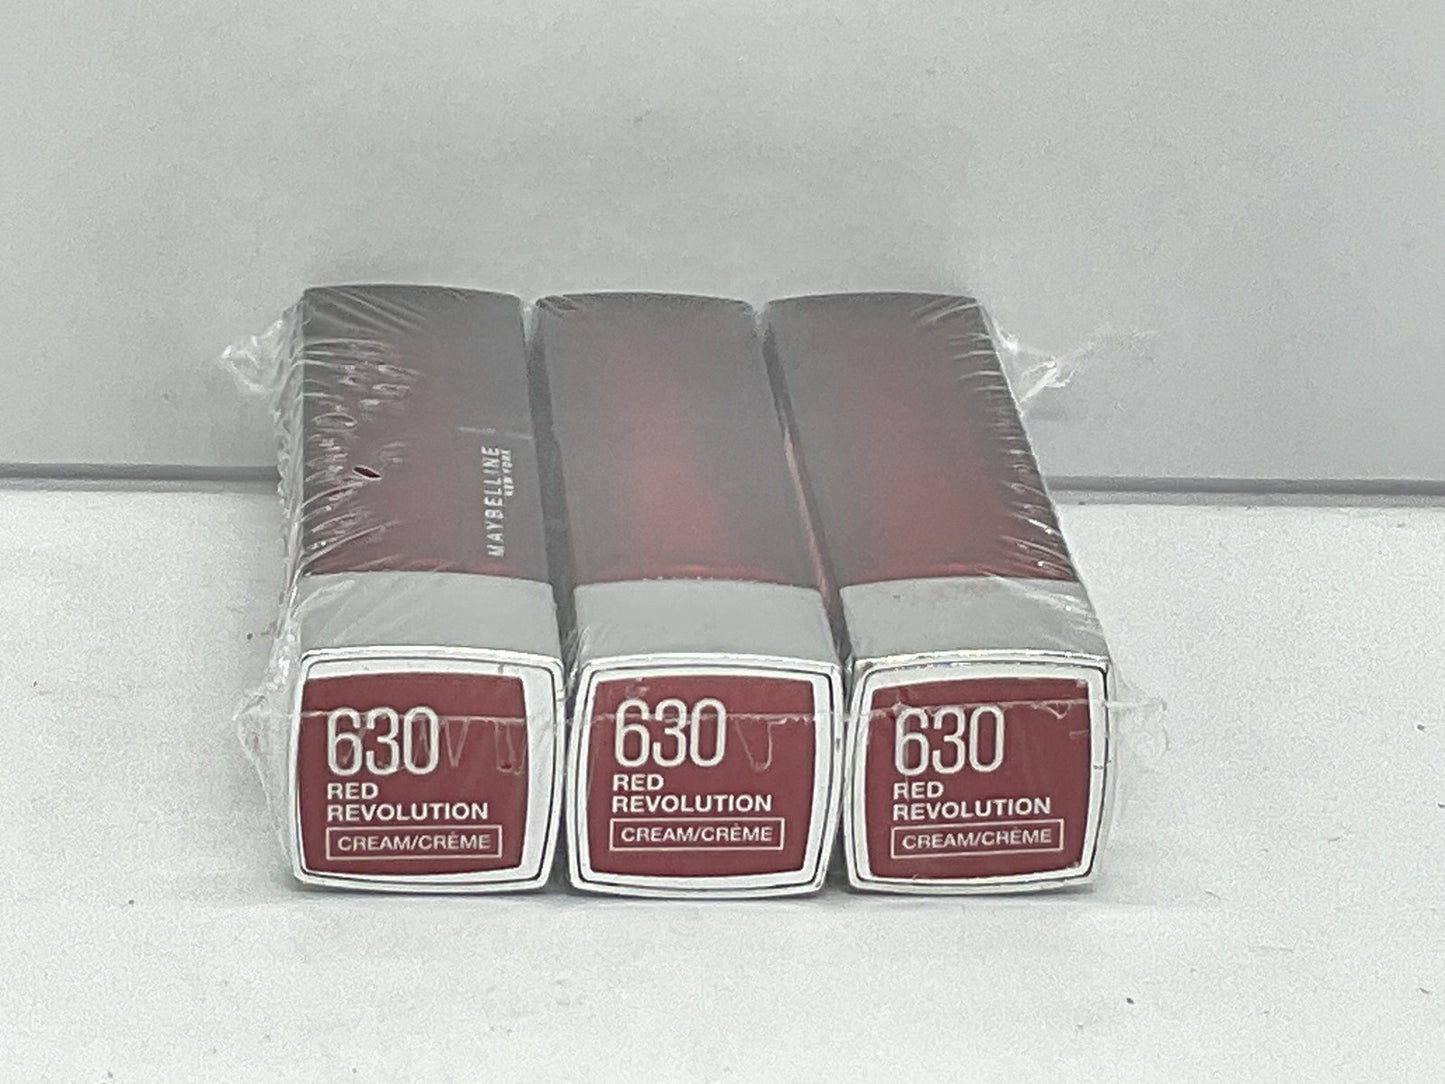 MAYBELLINE
NEW YORK
630
RED
REVOLUTION
CREAM/CRÈME
630
RED
REVOLUTION
CREAM/CRÈME
630
RED
REVOLUTION
CREAM/CRÈME